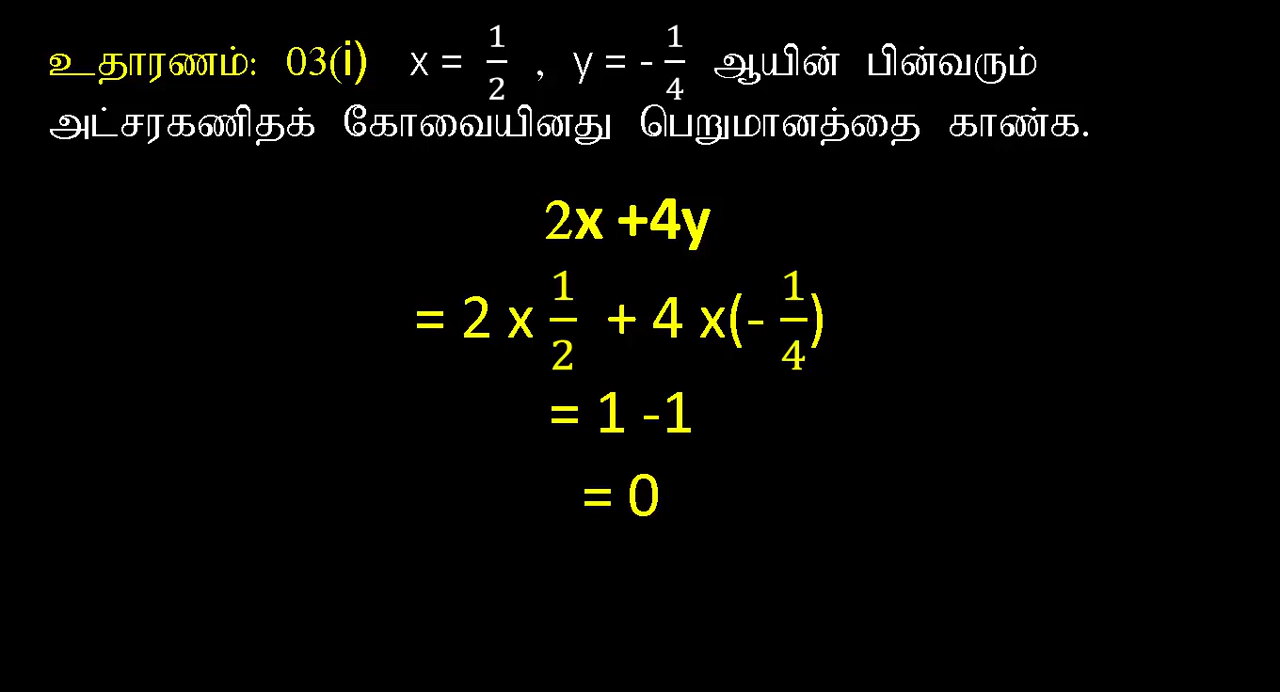 உதாரணம்: 03(i) x = 1/2 , y = - 1/4 ஆயின் பின்வரும்
அட்சரகணிதக் கோவையினது பெறுமானத்தை காண்க.
2x +4y
= 2 x 1/2 + 4 x(- 1/4)
= 1 -1
= 0